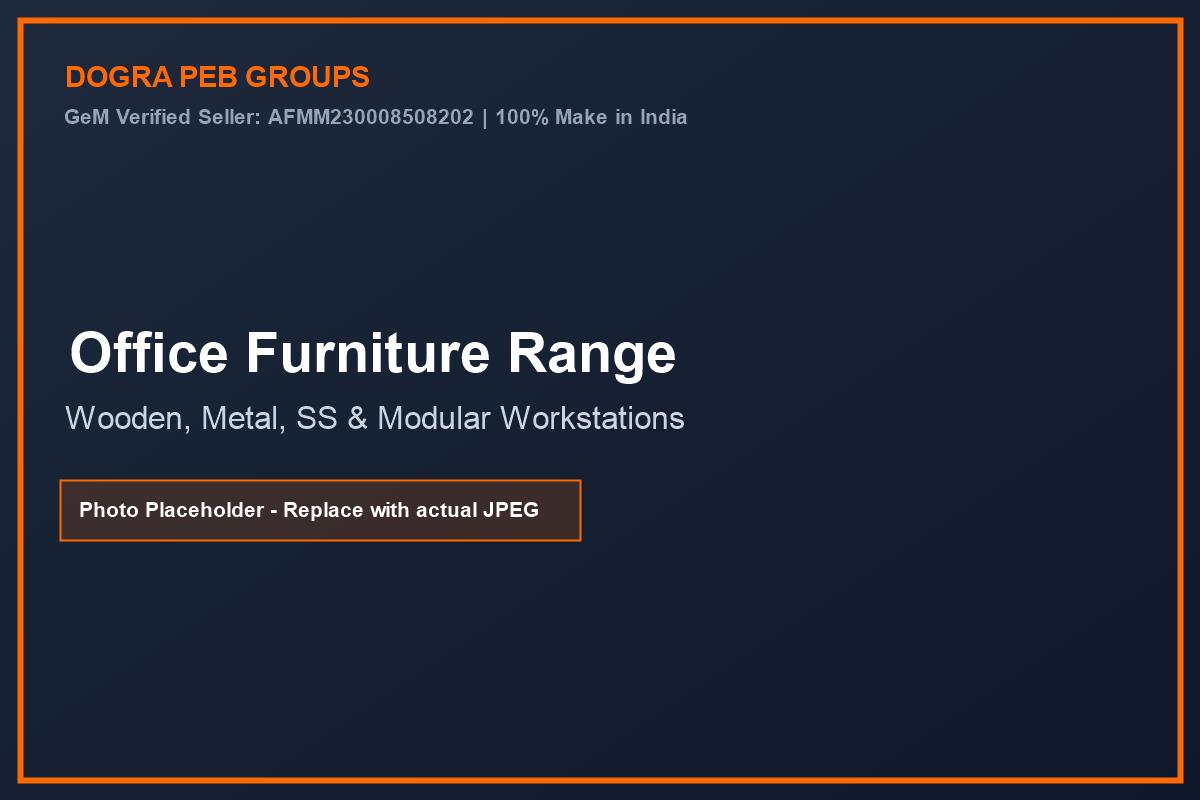 DOGRA PEB GROUPS
GeM Verified Seller: AFMM230008508202 | 100% Make in India
Office Furniture Range
Wooden, Metal, SS & Modular Workstations
Photo Placeholder - Replace with actual JPEG